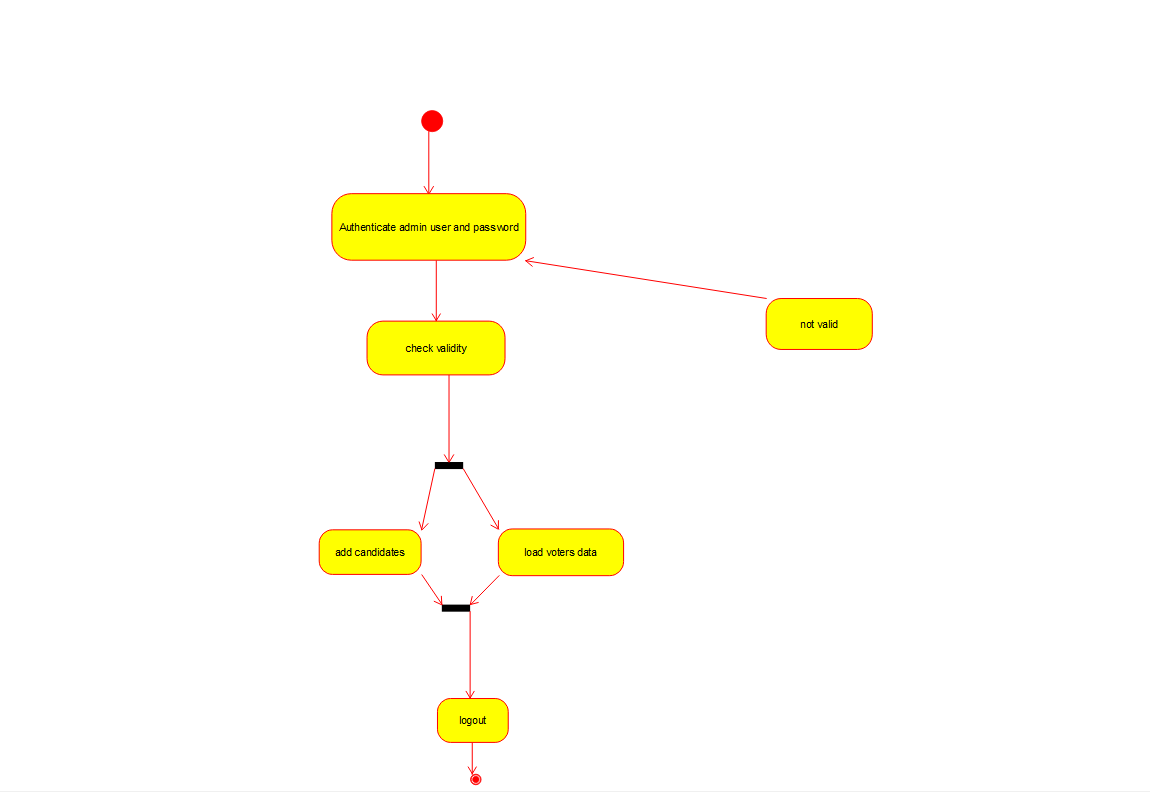 Authenticate admin user and password
not valid
check validity
add candidates
load voters data
logout